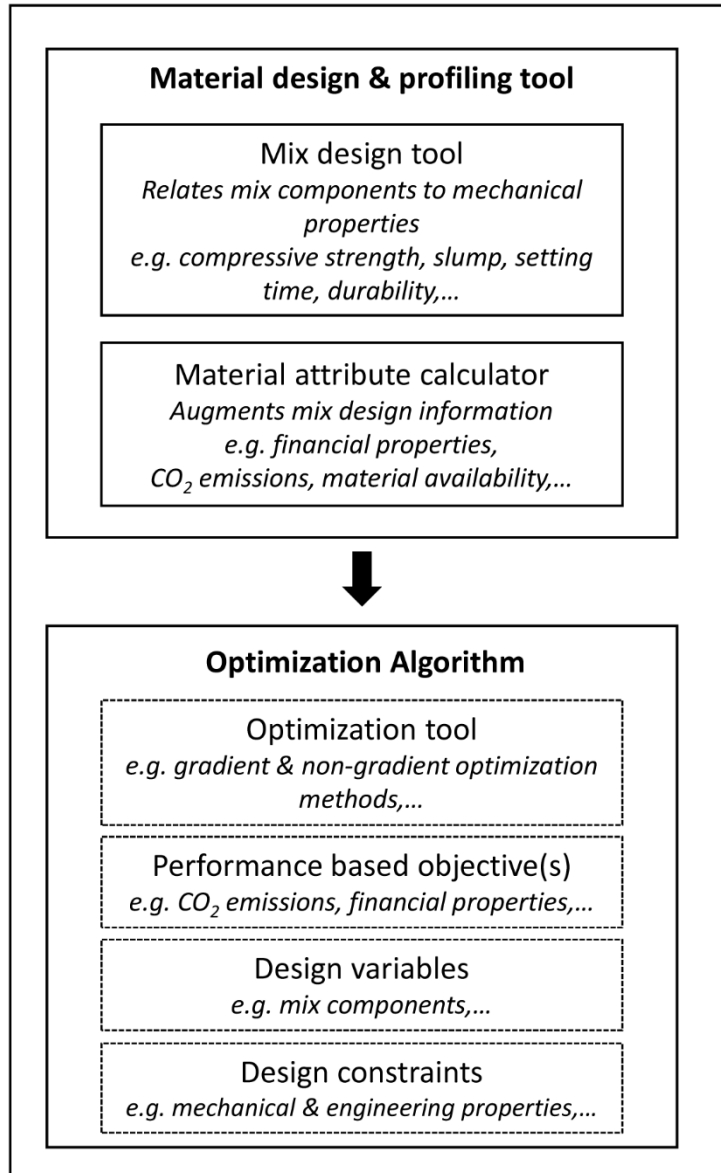 Material design & profiling tool
Mix design tool
Relates mix components to mechanical
properties
e.g. compressive strength, slump, setting
time, durability,...
Material attribute calculator
Augments mix design information
e.g. financial properties,
CO₂ emissions, material availability,...
Optimization Algorithm
Optimization tool
e.g. gradient & non-gradient optimization
methods,...
Performance based objective(s)
e.g. CO₂ emissions, financial properties,...
Design variables
e.g. mix components,...
Design constraints
e.g. mechanical & engineering properties,...